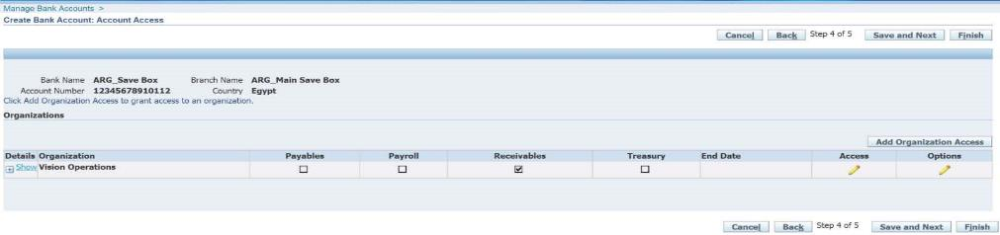 Manage Bank Accounts >
Create Bank Account: Account Access
Cancel Back Step 4 of 5 Save and Next Finish
Bank Name ARG_Save Box Branch Name ARG_Main Save Box
Account Number 12345678910112 Country Egypt
Click Add Organization Access to grant access to an organization.
Organizations
Add Organization Access
Details Organization Payables Payroll Receivables Treasury End Date Access Options
Show Vision Operations
Cancel Back Step 4 of 5 Save and Next Finish